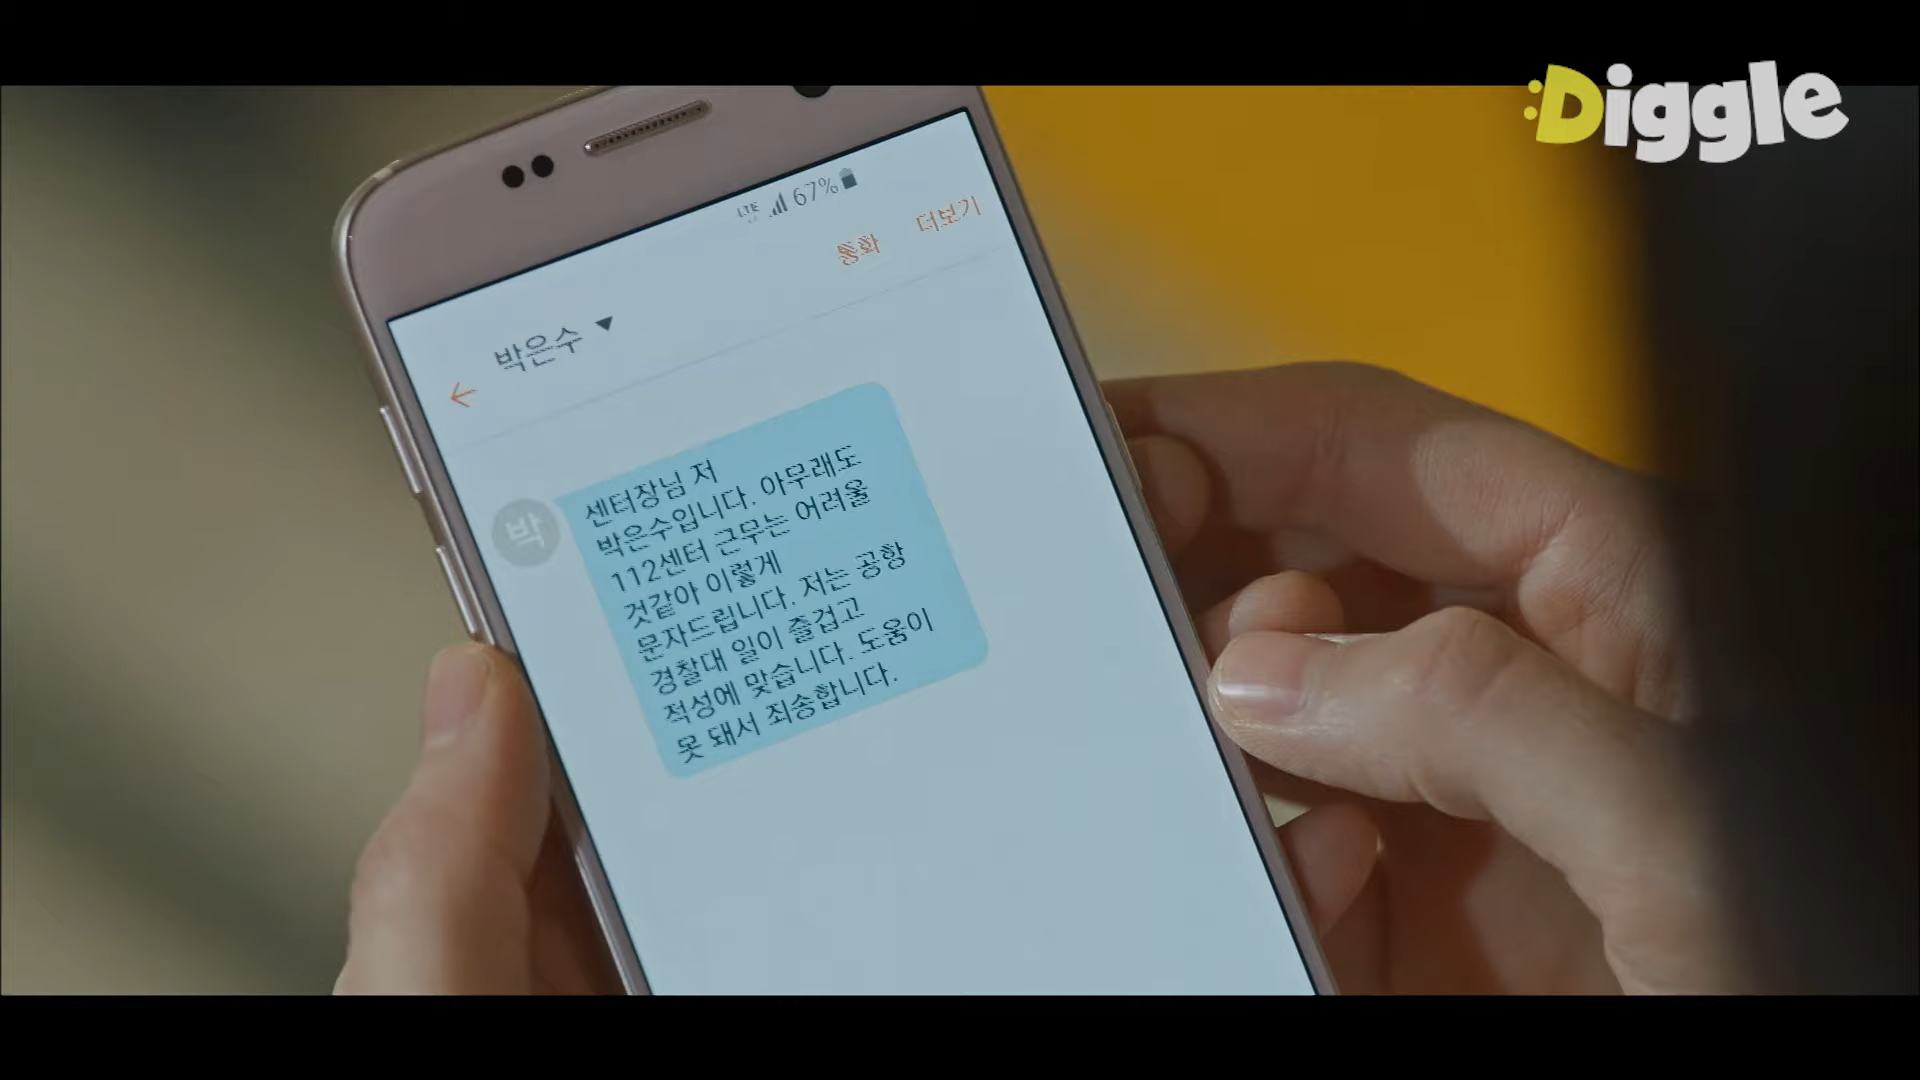 Diggle
LTE 67%
통화 더보기
박은수
박
센터장님 저
박은수입니다. 아무래도
112센터 근무는 어려울
것같아 이렇게
문자드립니다. 저는 공항
경찰대 일이 즐겁고
적성에 맞습니다. 도움이
못 돼서 죄송합니다.